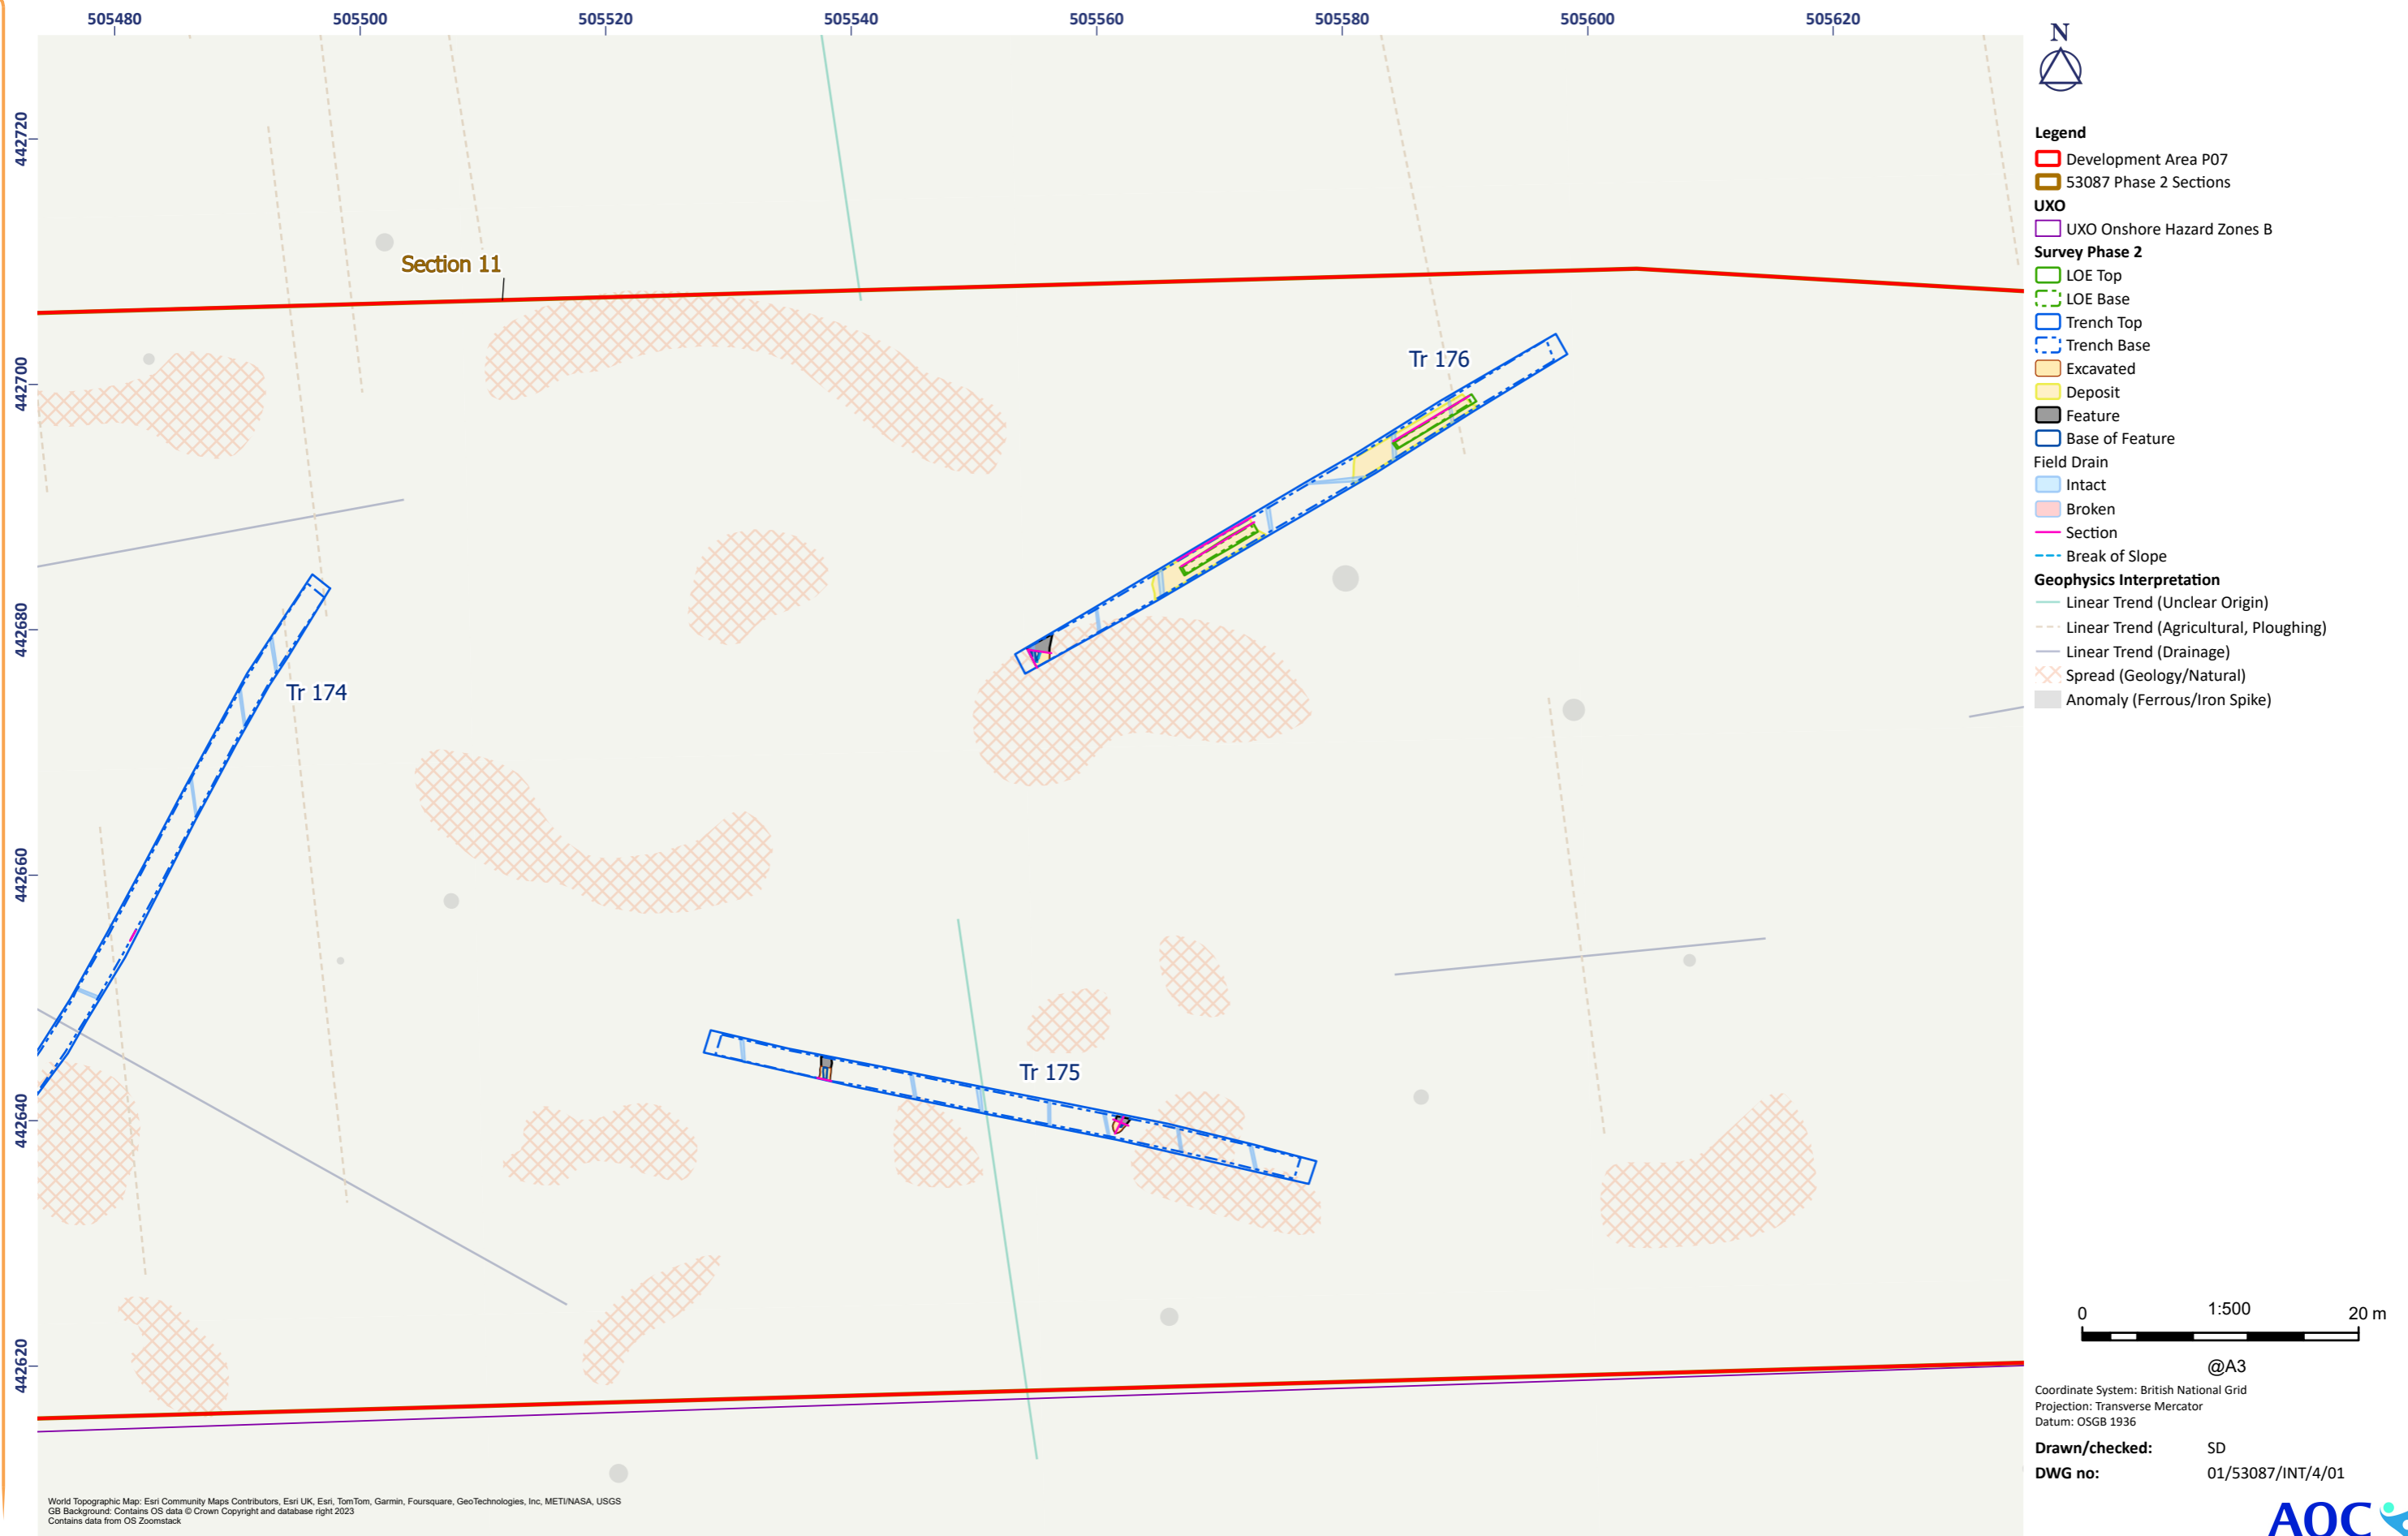 505480 505500 505520 505540 505560 505580 505600 505620
442720
442700
442680
442660
442640
442620
Section 11
Tr 176
Tr 174
Tr 175
World Topographic Map: Esri Community Maps Contributors, Esri UK, Esri, TomTom, Garmin, Foursquare, GeoTechnologies, Inc, METI/NASA, USGS
GB Background: Contains OS data © Crown Copyright and database right 2023
Contains data from OS Zoomstack
N
Legend
Development Area P07
53087 Phase 2 Sections
UXO
UXO Onshore Hazard Zones B
Survey Phase 2
LOE Top
LOE Base
Trench Top
Trench Base
Excavated
Deposit
Feature
Base of Feature
Field Drain
Intact
Broken
Section
Break of Slope
Geophysics Interpretation
Linear Trend (Unclear Origin)
Linear Trend (Agricultural, Ploughing)
Linear Trend (Drainage)
Spread (Geology/Natural)
Anomaly (Ferrous/Iron Spike)
0 1:500 20 m
@A3
Coordinate System: British National Grid
Projection: Transverse Mercator
Datum: OSGB 1936
Drawn/checked: SD
DWG no: 01/53087/INT/4/01
AOC